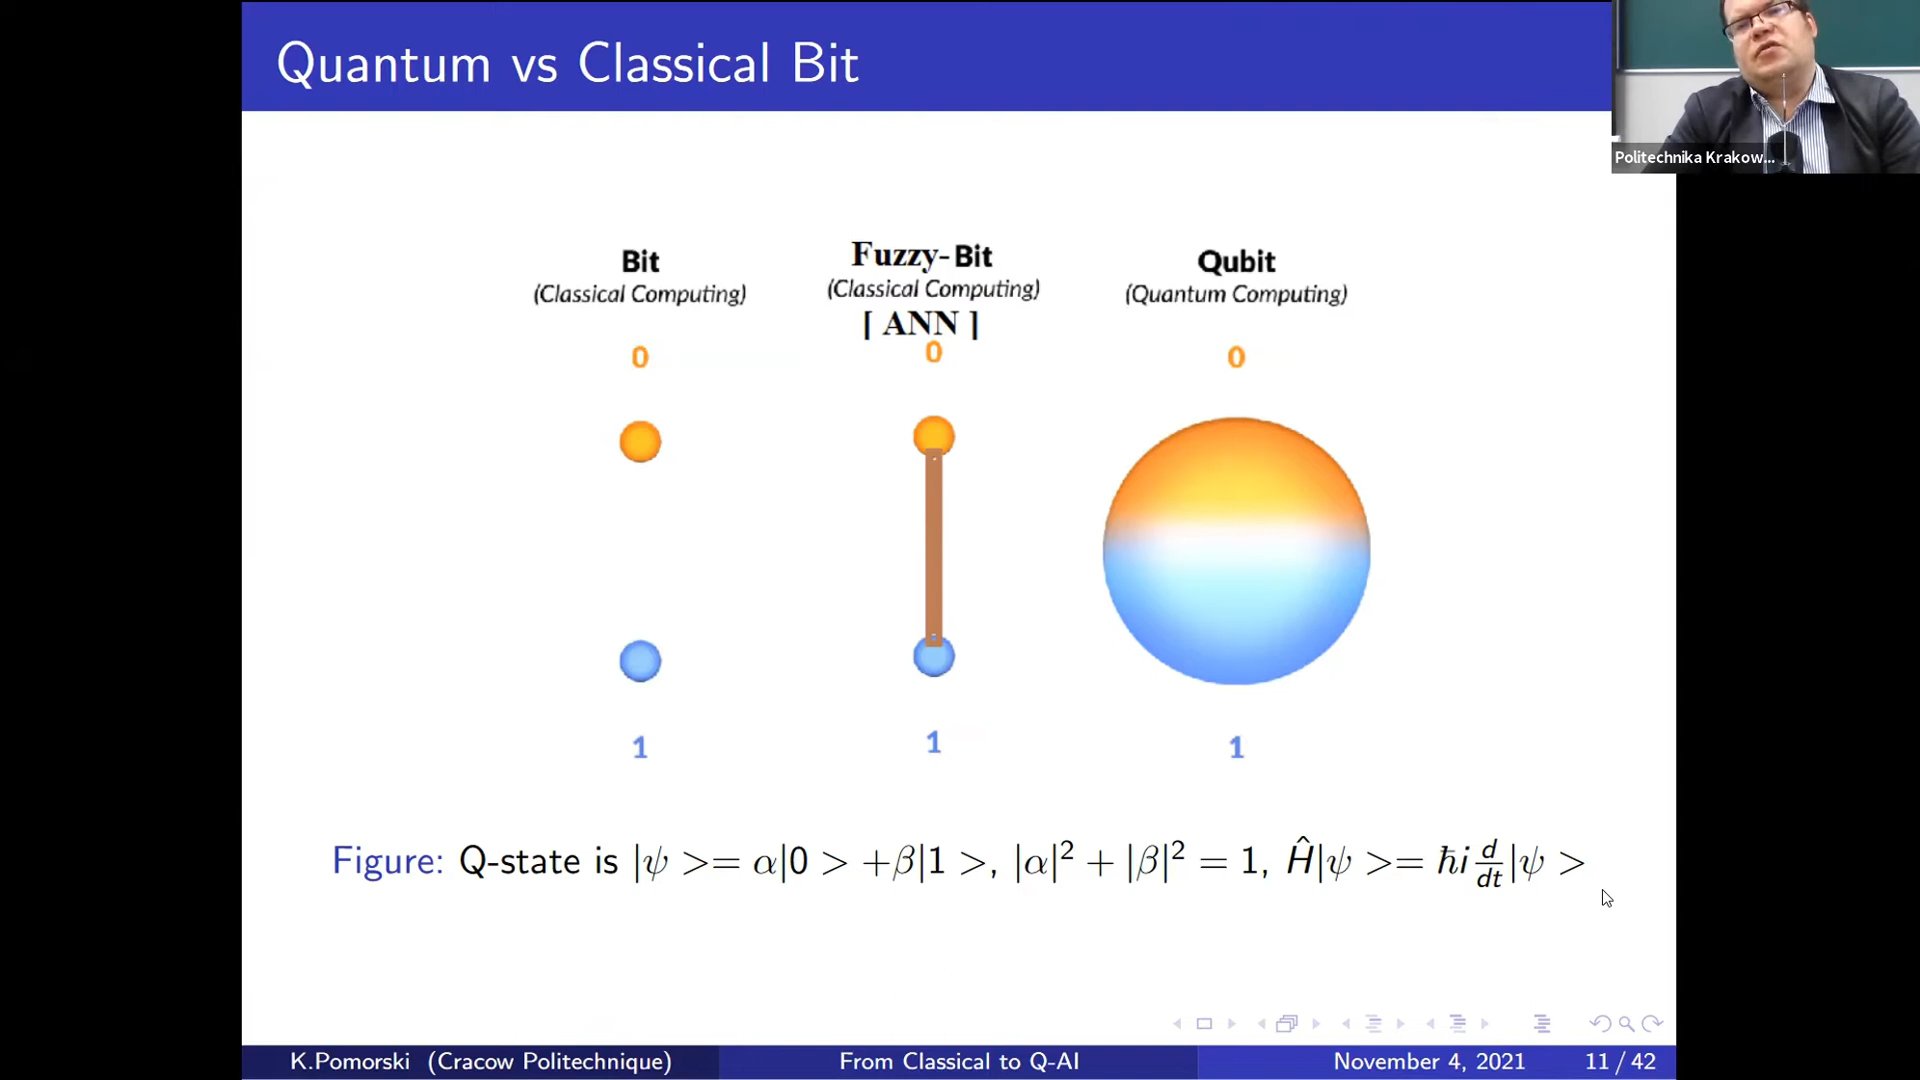 Quantum vs Classical Bit
Politechnika Krakow...
Bit
(Classical Computing)
0
1
Fuzzy-Bit
(Classical Computing)
[ ANN ]
0
1
Qubit
(Quantum Computing)
0
1
Figure: Q-state is |ψ >= α|0 > +β|1 >, |α|² + |β|² = 1, Ĥ|ψ >= ħi d/dt|ψ >
K.Pomorski (Cracow Politechnique)
From Classical to Q-AI
November 4, 2021
11 / 42